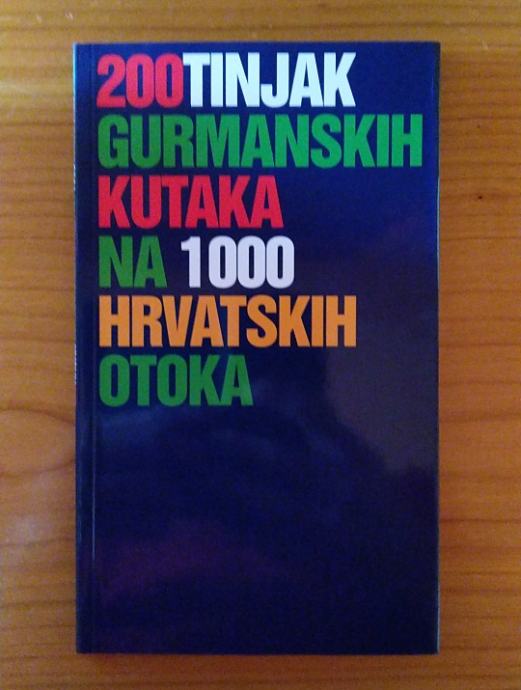 200TINJAK
GURMANSKIH
KUTAKA
NA 1000
HRVATSKIH
OTOKA